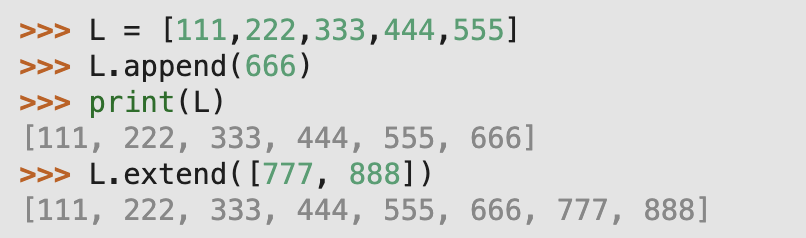 >>> L = [111,222,333,444,555]
>>> L.append(666)
>>> print(L)
[111, 222, 333, 444, 555, 666]
>>> L.extend([777, 888])
[111, 222, 333, 444, 555, 666, 777, 888]